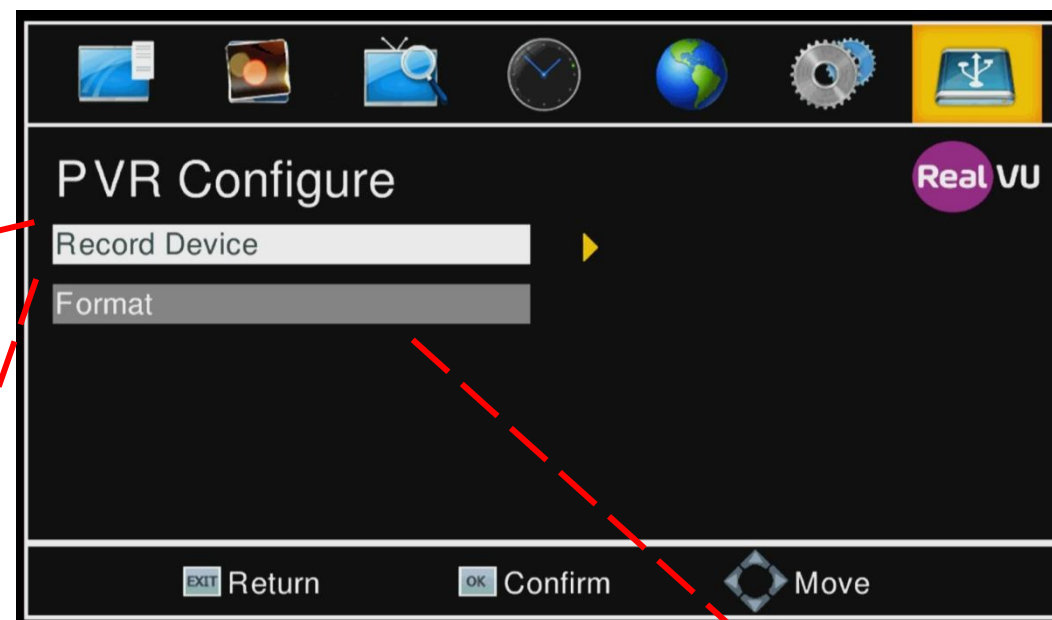 PVR Configure
Real VU
Record Device
Format
EXIT Return
OK Confirm
Move